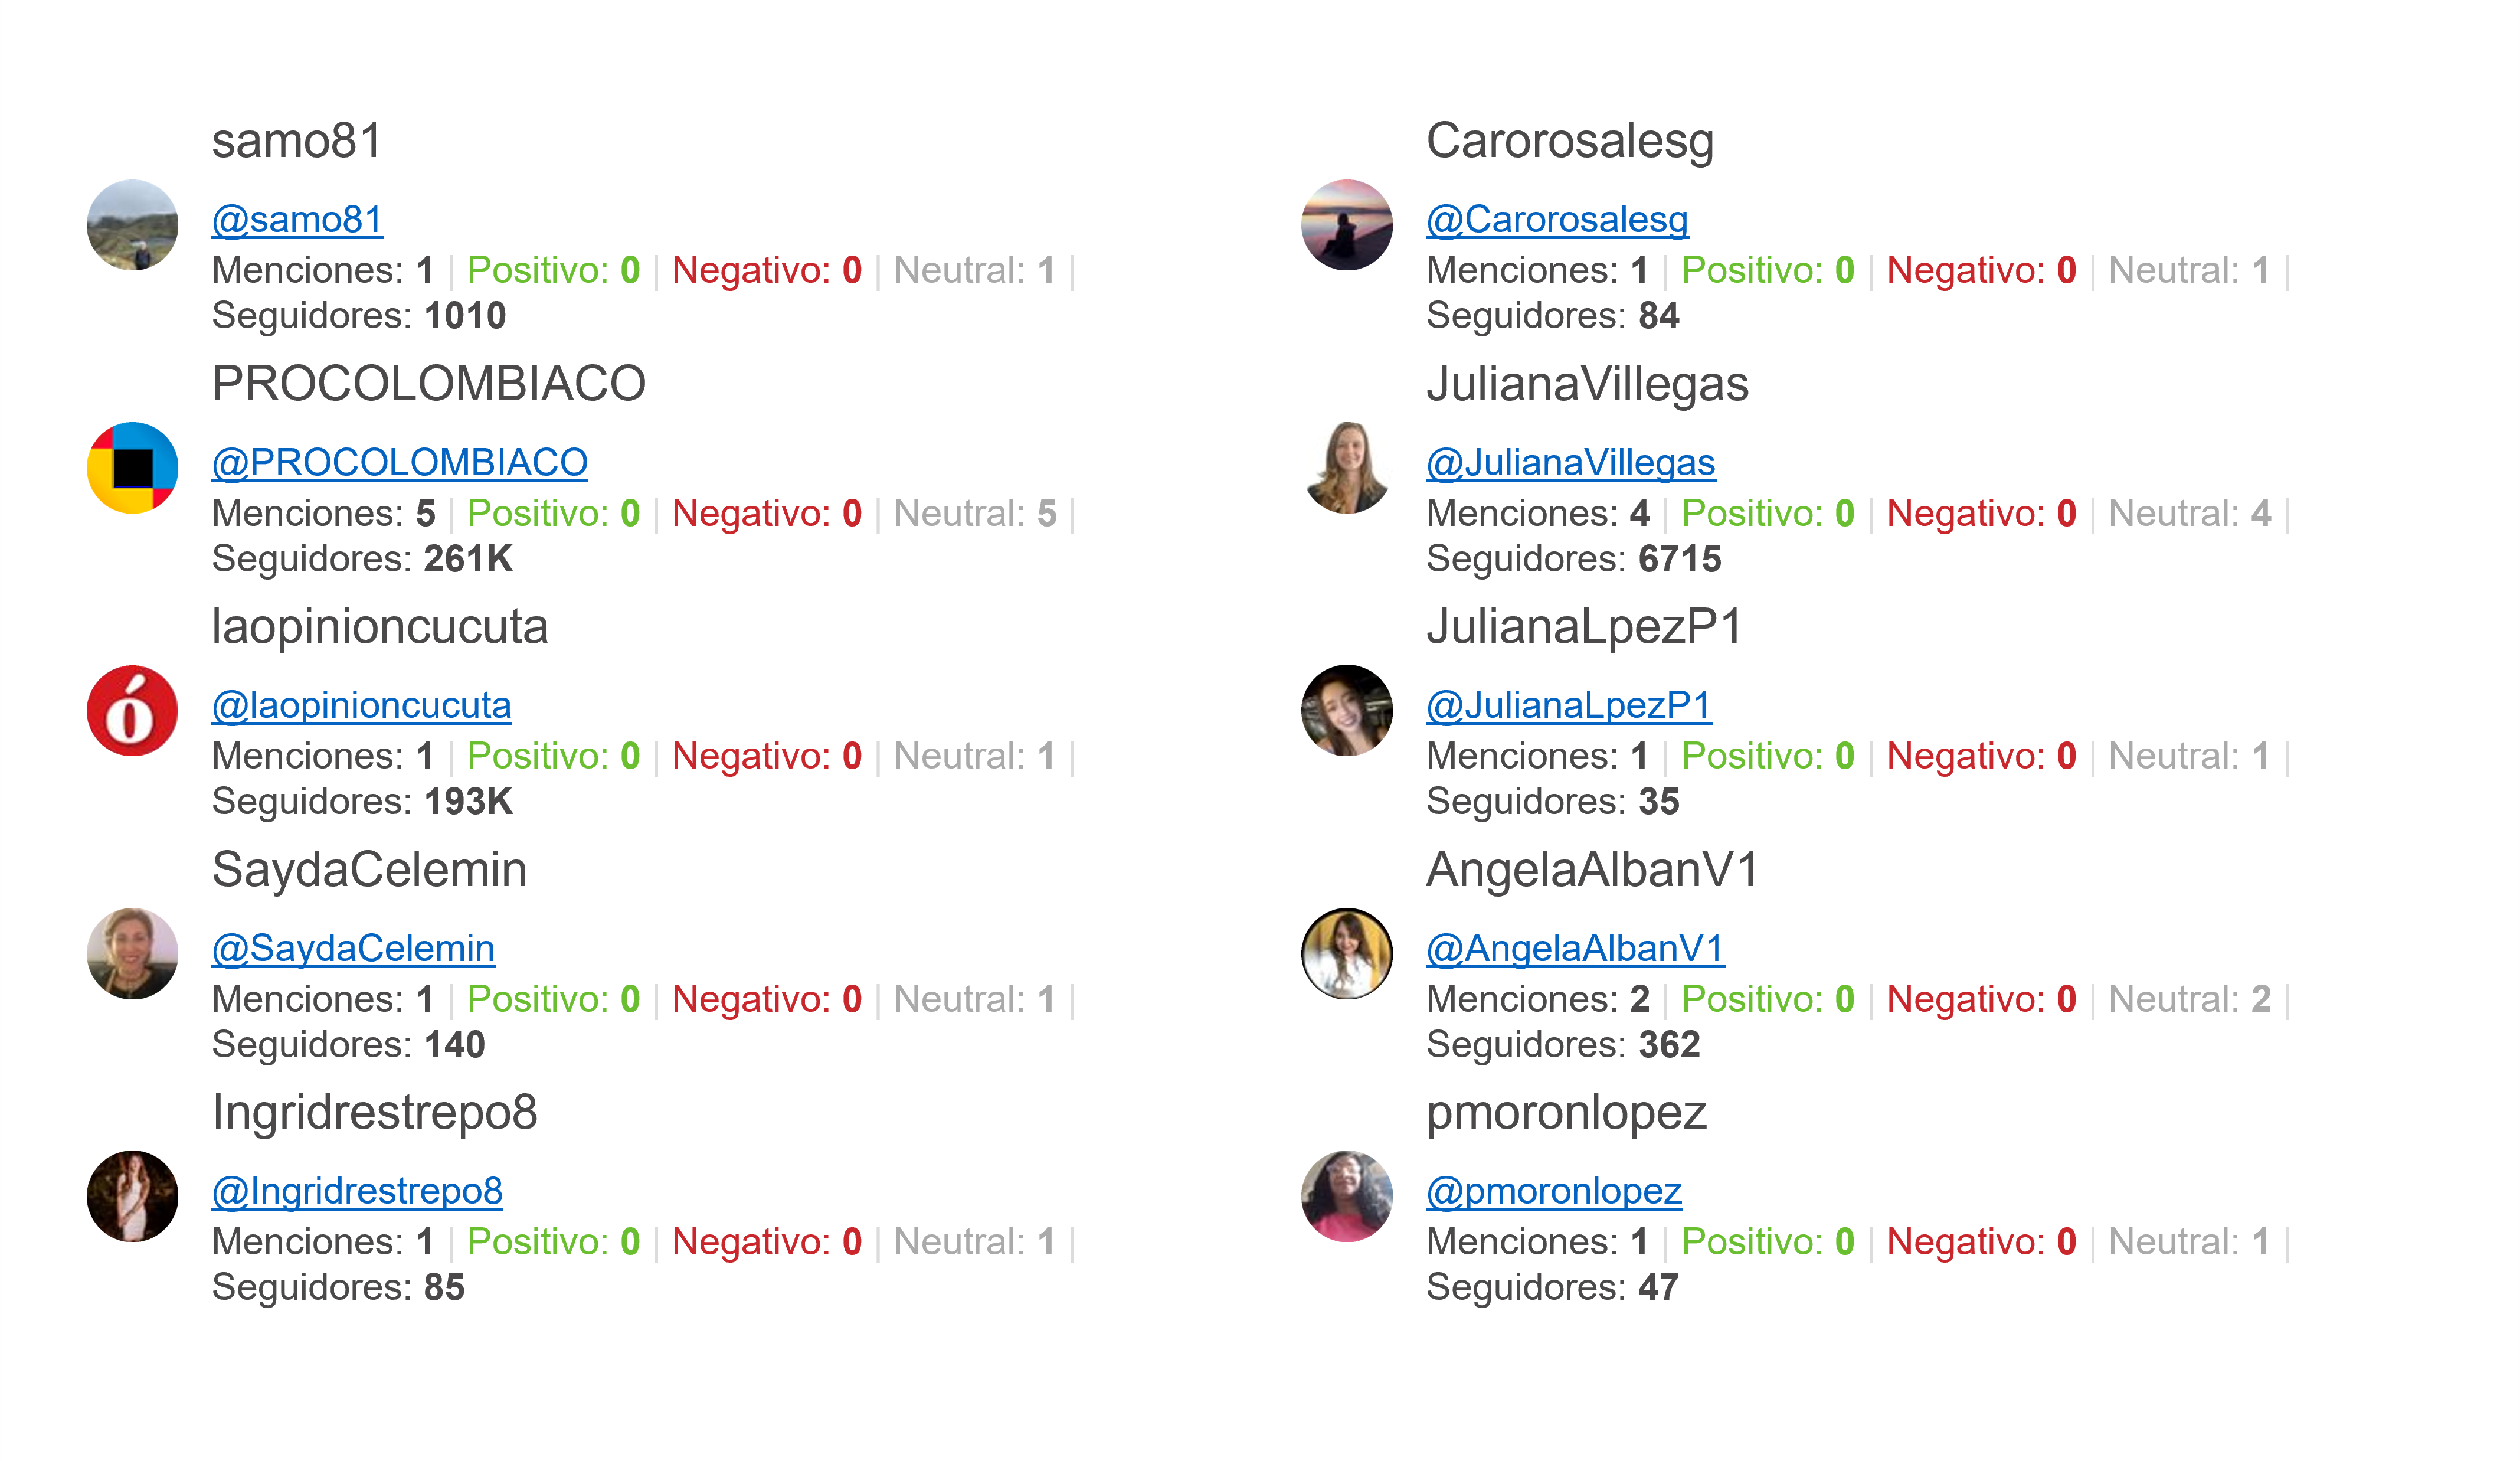 samo81
@samo81
Menciones: 1 | Positivo: 0 | Negativo: 0 | Neutral: 1 |
Seguidores: 1010
PROCOLOMBIACO
@PROCOLOMBIACO
Menciones: 5 | Positivo: 0 | Negativo: 0 | Neutral: 5 |
Seguidores: 261K
laopinioncucuta
ó
@laopinioncucuta
Menciones: 1 | Positivo: 0 | Negativo: 0 | Neutral: 1 |
Seguidores: 193K
SaydaCelemin
@SaydaCelemin
Menciones: 1 | Positivo: 0 | Negativo: 0 | Neutral: 1 |
Seguidores: 140
Ingridrestrepo8
@Ingridrestrepo8
Menciones: 1 | Positivo: 0 | Negativo: 0 | Neutral: 1 |
Seguidores: 85
Carorosalesg
@Carorosalesg
Menciones: 1 | Positivo: 0 | Negativo: 0 | Neutral: 1 |
Seguidores: 84
JulianaVillegas
@JulianaVillegas
Menciones: 4 | Positivo: 0 | Negativo: 0 | Neutral: 4 |
Seguidores: 6715
JulianaLpezP1
@JulianaLpezP1
Menciones: 1 | Positivo: 0 | Negativo: 0 | Neutral: 1 |
Seguidores: 35
AngelaAlbanV1
@AngelaAlbanV1
Menciones: 2 | Positivo: 0 | Negativo: 0 | Neutral: 2 |
Seguidores: 362
pmoronlopez
@pmoronlopez
Menciones: 1 | Positivo: 0 | Negativo: 0 | Neutral: 1 |
Seguidores: 47